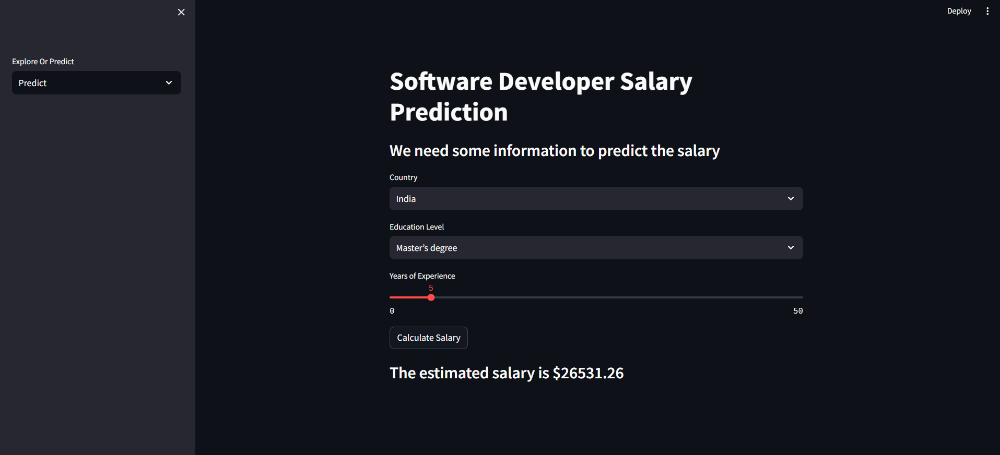 Deploy
Explore Or Predict
Predict
Software Developer Salary
Prediction
We need some information to predict the salary
Country
India
Education Level
Master’s degree
Years of Experience
5
0 50
Calculate Salary
The estimated salary is $26531.26